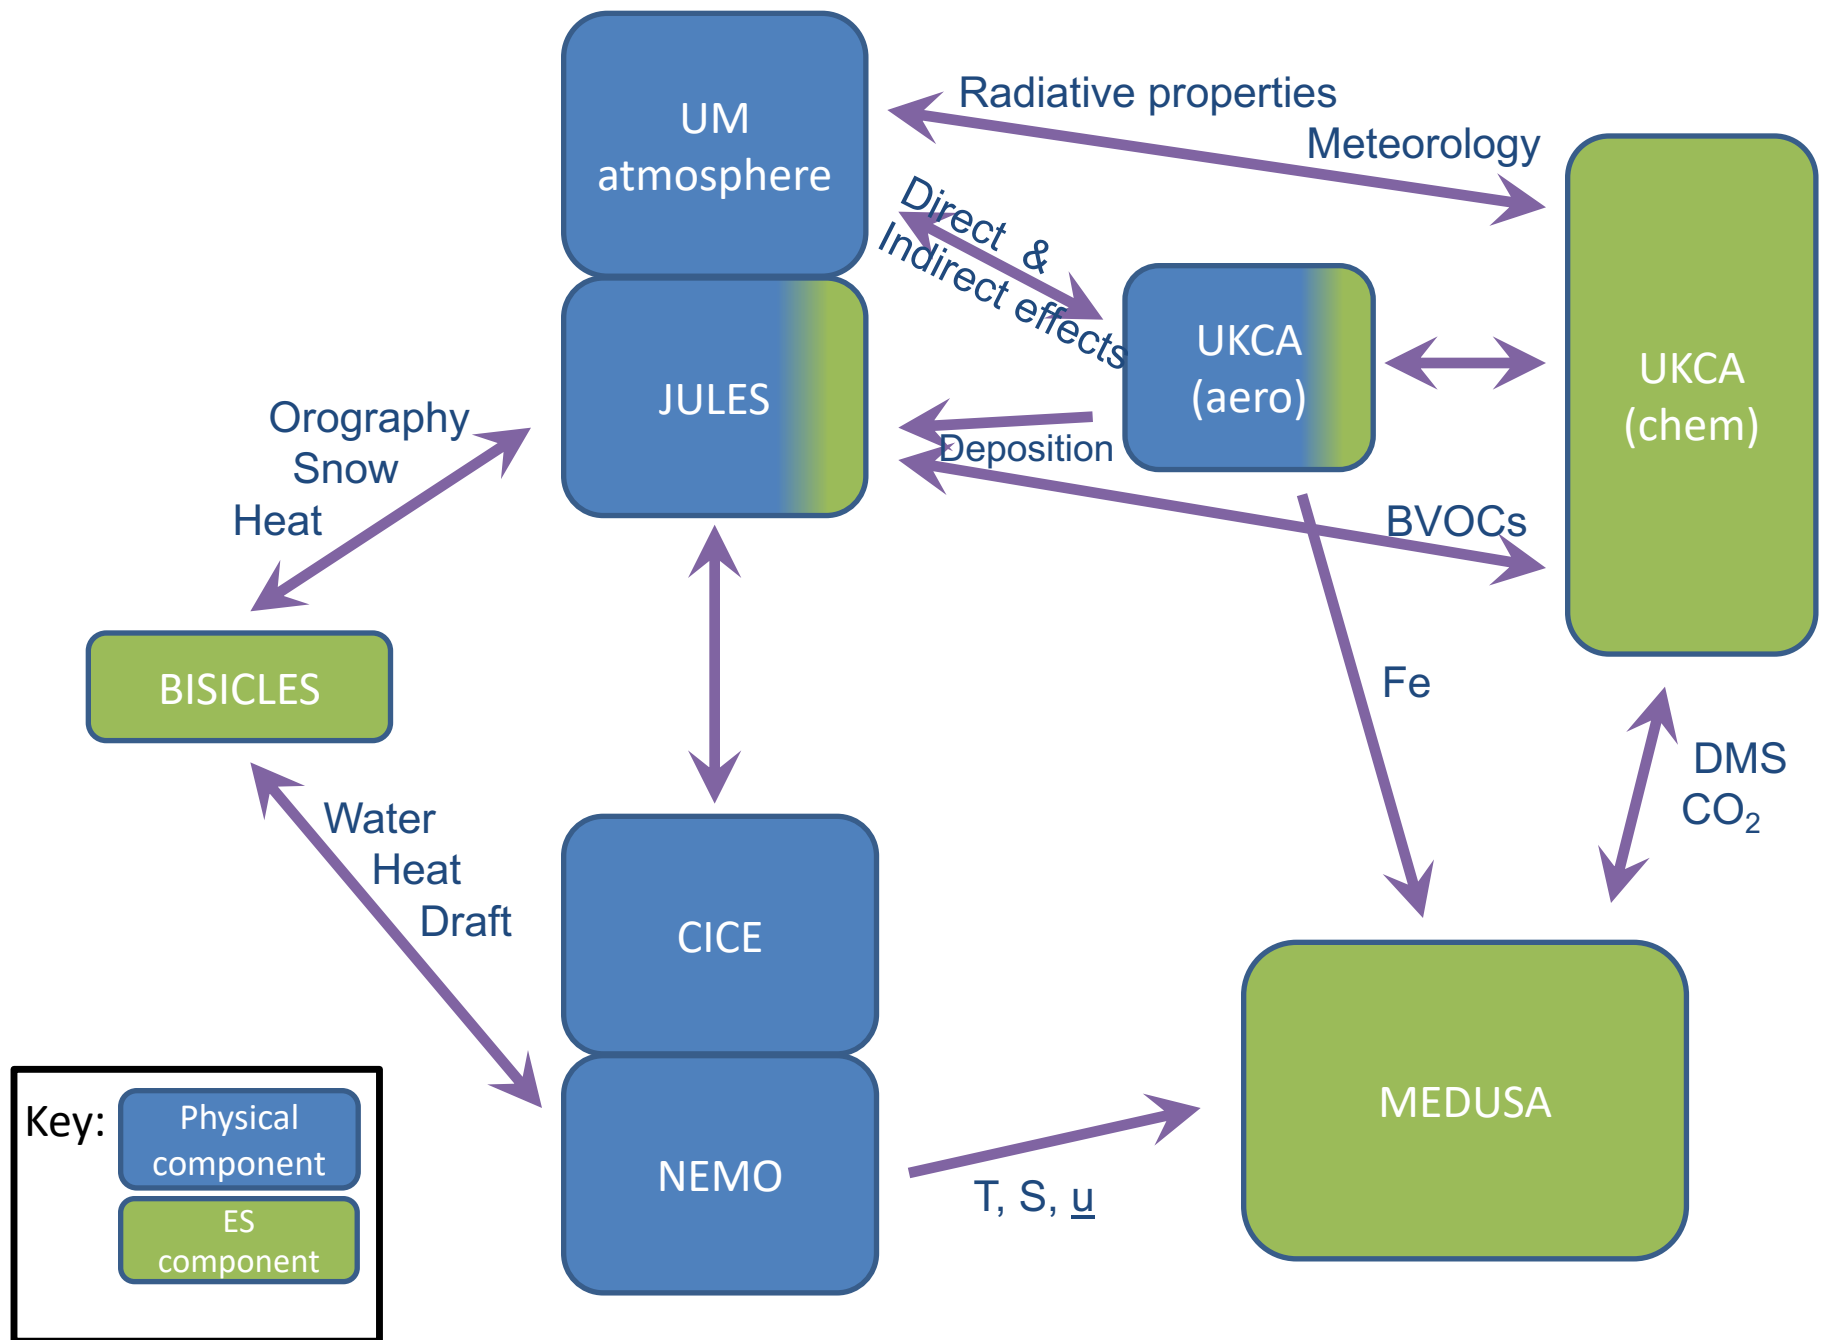 UM
atmosphere
Radiative properties
Meteorology
Direct &
Indirect effects
JULES
UKCA
(aero)
UKCA
(chem)
Orography
Snow
Heat
Deposition
BVOCs
BISICLES
Fe
DMS
CO₂
Water
Heat
Draft
CICE
NEMO
T, S, u
MEDUSA
Key:
Physical
component
ES
component